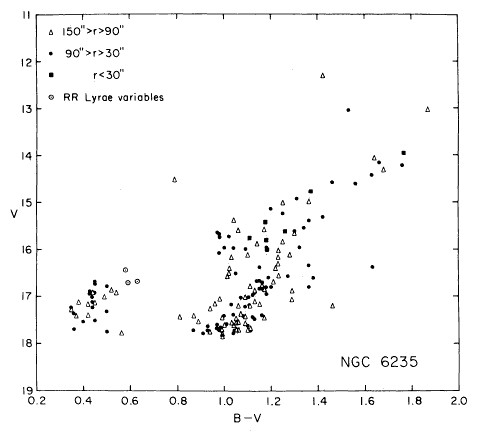 11
12
13
14
15
16
17
18
19
V
△ 150">r>90"
• 90">r>30"
■ r<30"
⊙ RR Lyrae variables
NGC 6235
0.2 0.4 0.6 0.8 1.0 1.2 1.4 1.6 1.8 2.0
B-V